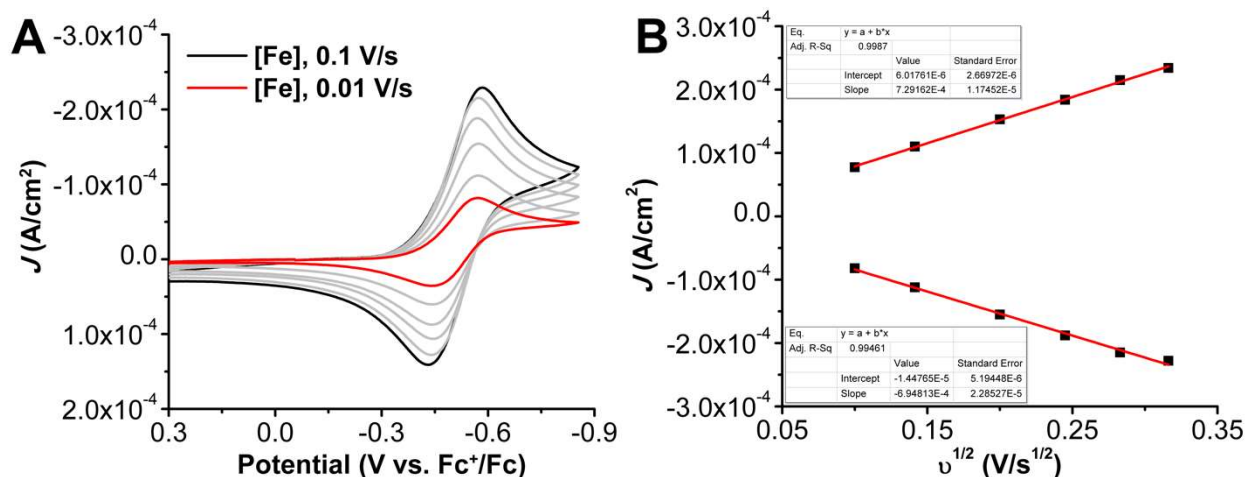 A
-3.0x10⁻⁴
-2.0x10⁻⁴
-1.0x10⁻⁴
0.0
1.0x10⁻⁴
2.0x10⁻⁴
J (A/cm²)
[Fe], 0.1 V/s
[Fe], 0.01 V/s
0.3 0.0 -0.3 -0.6 -0.9
Potential (V vs. Fc⁺/Fc)
B
3.0x10⁻⁴
2.0x10⁻⁴
1.0x10⁻⁴
0.0
-1.0x10⁻⁴
-2.0x10⁻⁴
-3.0x10⁻⁴
J (A/cm²)
Eq. y = a + b*x
Adj. R-Sq 0.9987
Value Standard Error
Intercept 6.01761E-6 2.66972E-6
Slope 7.29162E-4 1.17452E-5
Eq. y = a + b*x
Adj. R-Sq 0.99461
Value Standard Error
Intercept -1.44765E-5 5.19448E-6
Slope -6.94813E-4 2.28527E-5
0.05 0.15 0.25 0.35
υ¹/² (V/s¹/²)